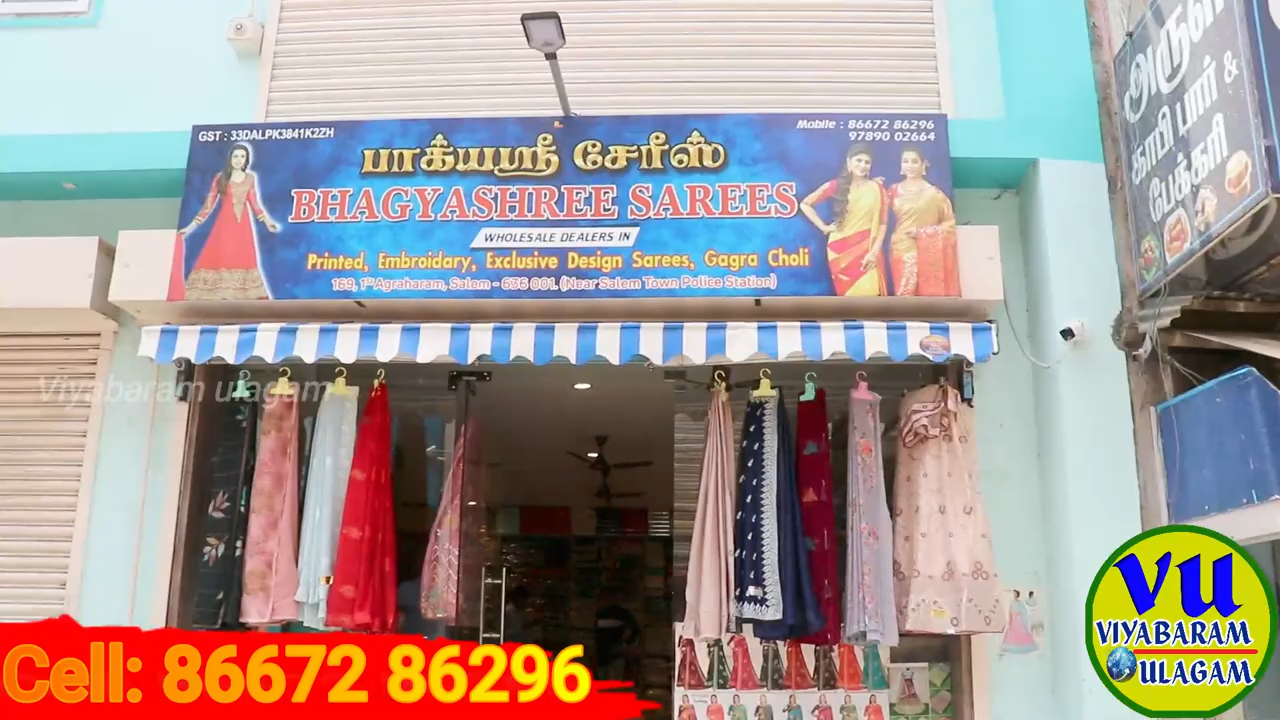 GST : 33DALPK3841K2ZH
Mobile : 86672 86296
97890 02664
பாக்யஸ்ரீ சேரீஸ்
BHAGYASHREE SAREES
WHOLESALE DEALERS IN
Printed, Embroidary, Exclusive Design Sarees, Gagra Choli
169, 1st Agraharam, Salem - 636 001. (Near Salem Town Police Station)
அருள்
காபி பார் &
பேக்கரி
Viyabaram ulagam
Cell: 86672 86296
VU
VIYABARAM
ULAGAM